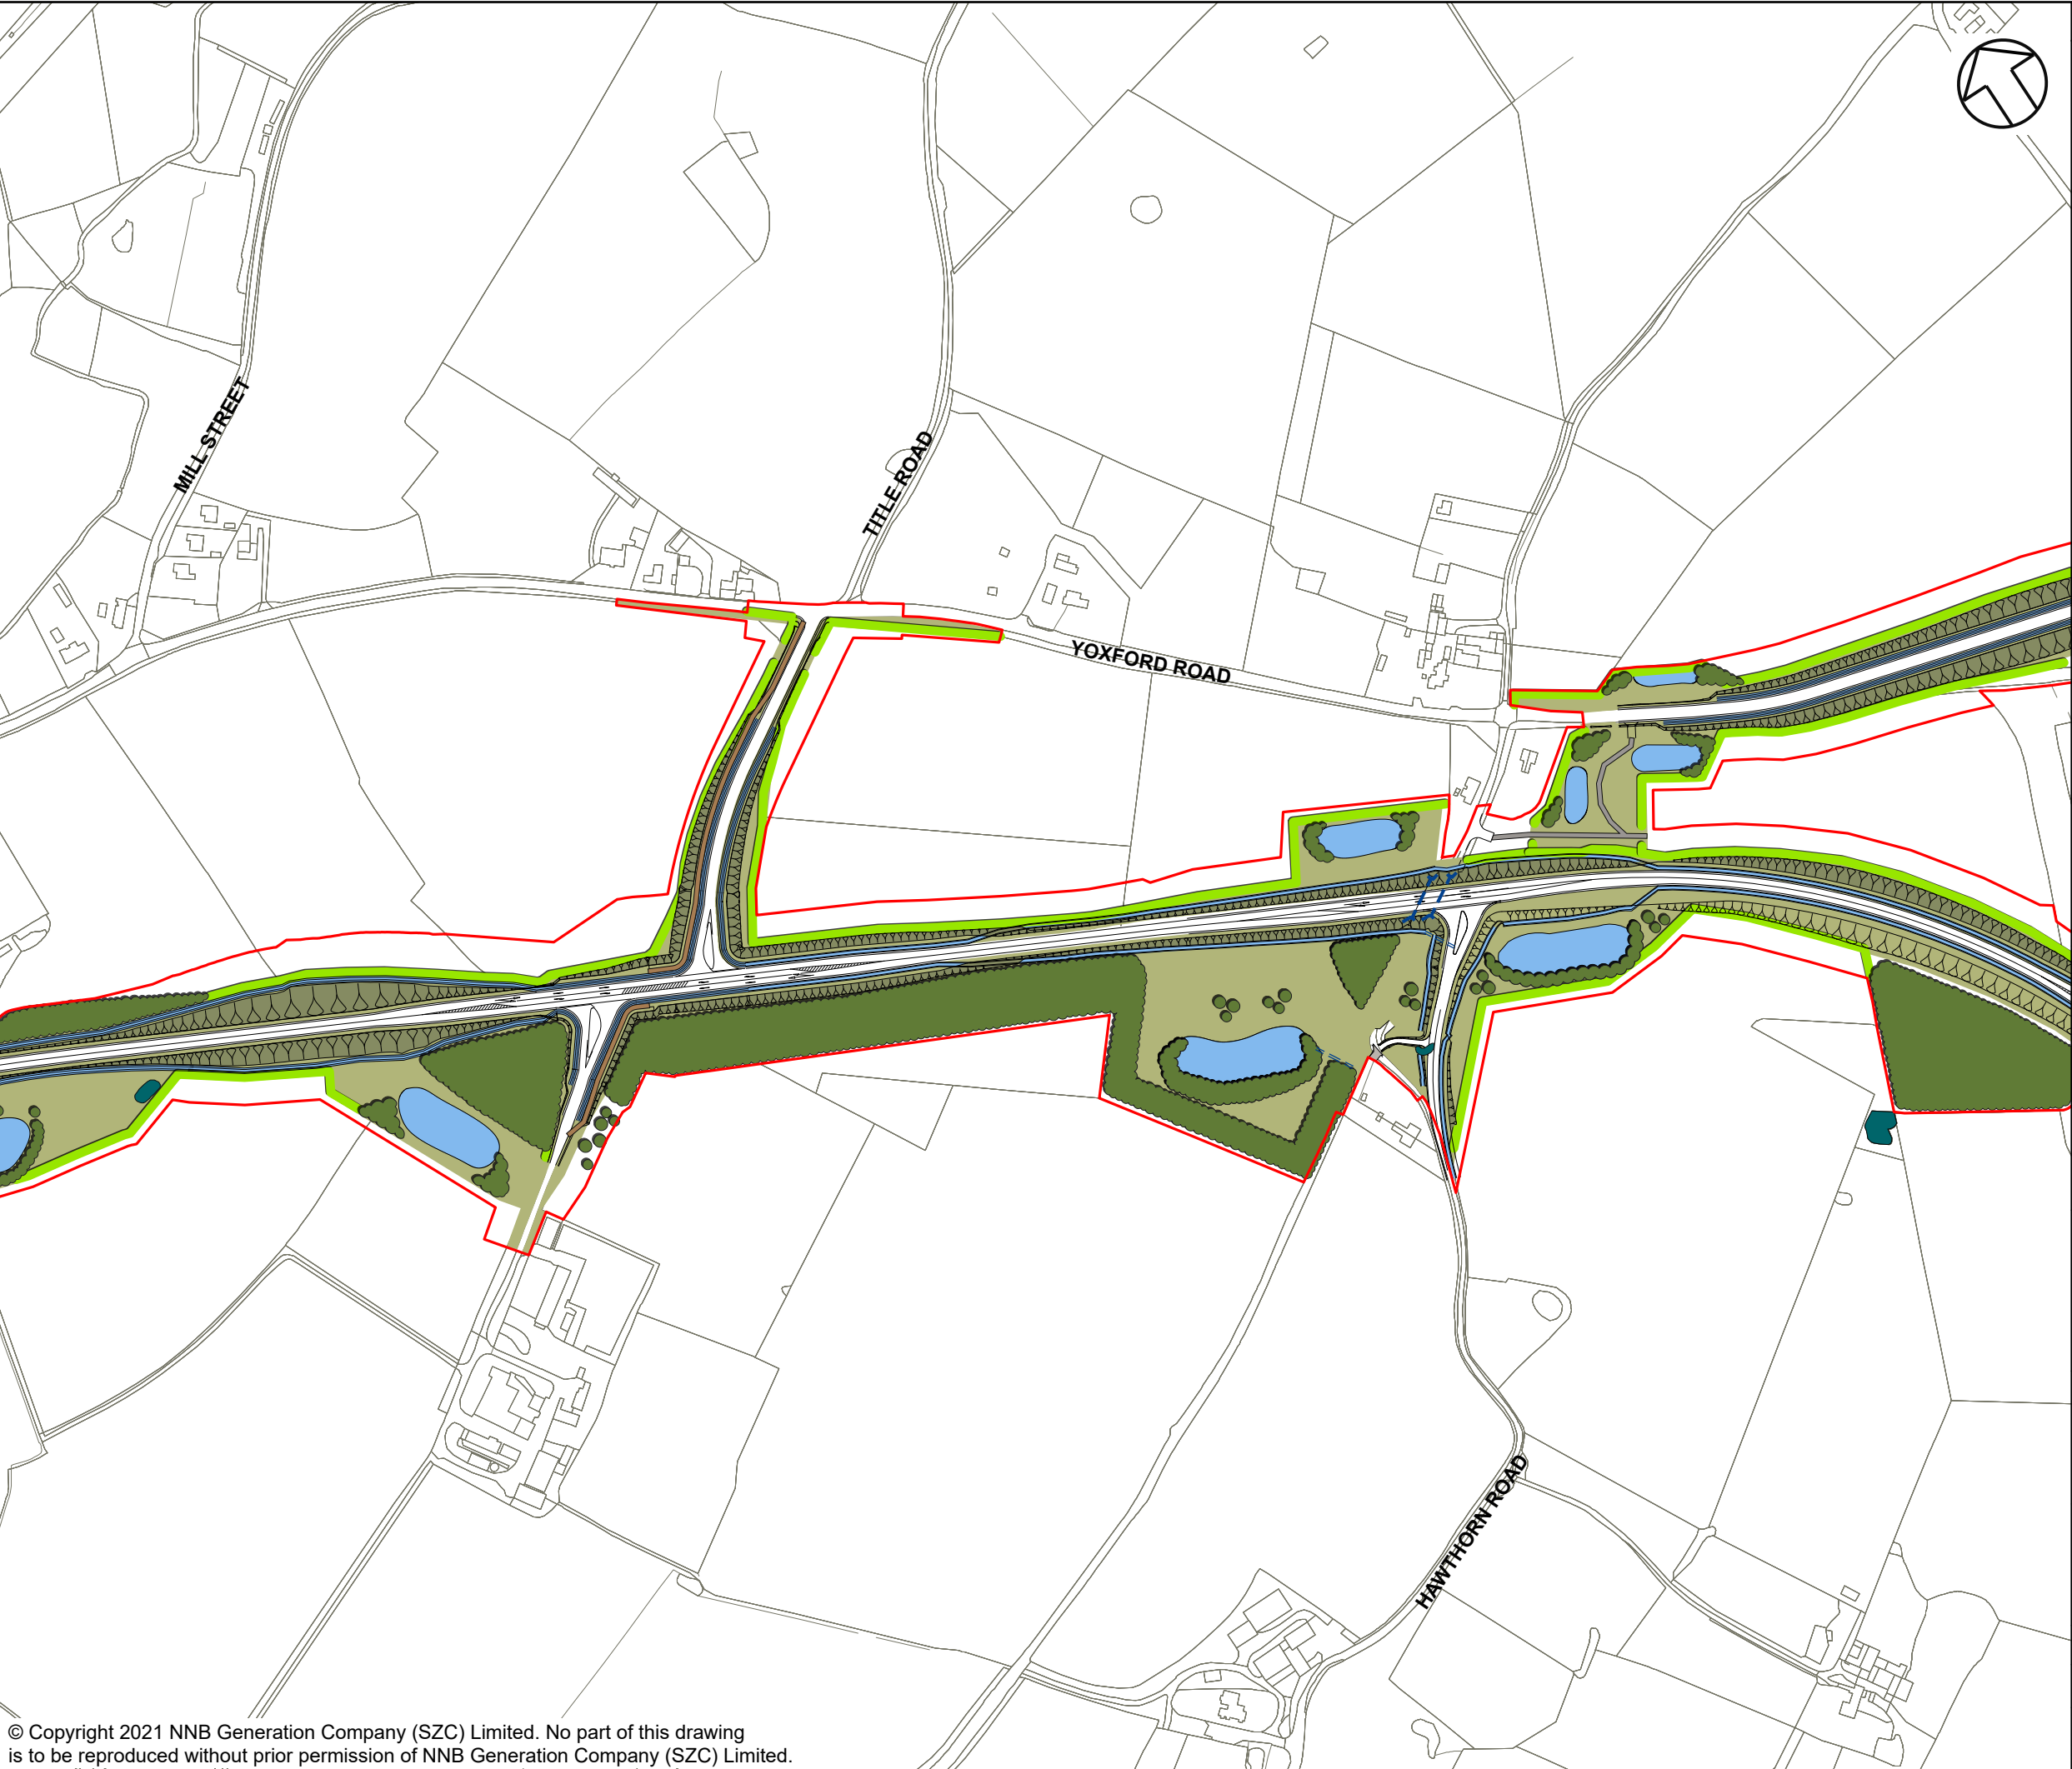 MILL STREET
TITLE ROAD
YOXFORD ROAD
HAWTHORN ROAD
© Copyright 2021 NNB Generation Company (SZC) Limited. No part of this drawing
is to be reproduced without prior permission of NNB Generation Company (SZC) Limited.